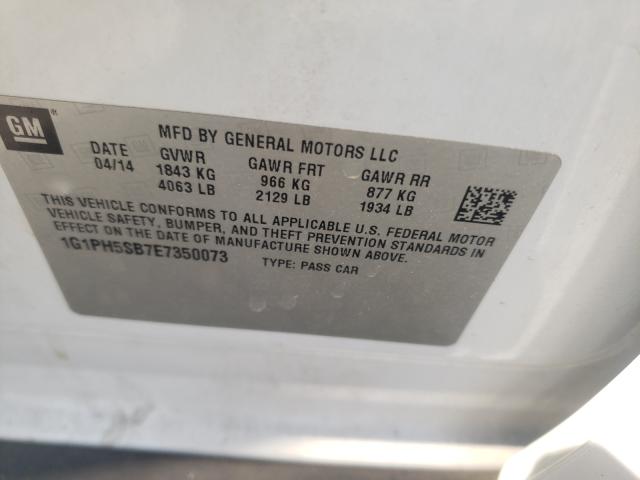 GM ®
MFD BY GENERAL MOTORS LLC
DATE GVWR GAWR FRT GAWR RR
04/14 1843 KG 966 KG 877 KG
4063 LB 2129 LB 1934 LB
THIS VEHICLE CONFORMS TO ALL APPLICABLE U.S. FEDERAL MOTOR
VEHICLE SAFETY, BUMPER, AND THEFT PREVENTION STANDARDS IN
EFFECT ON THE DATE OF MANUFACTURE SHOWN ABOVE.
1G1PH5SB7E7350073 TYPE: PASS CAR